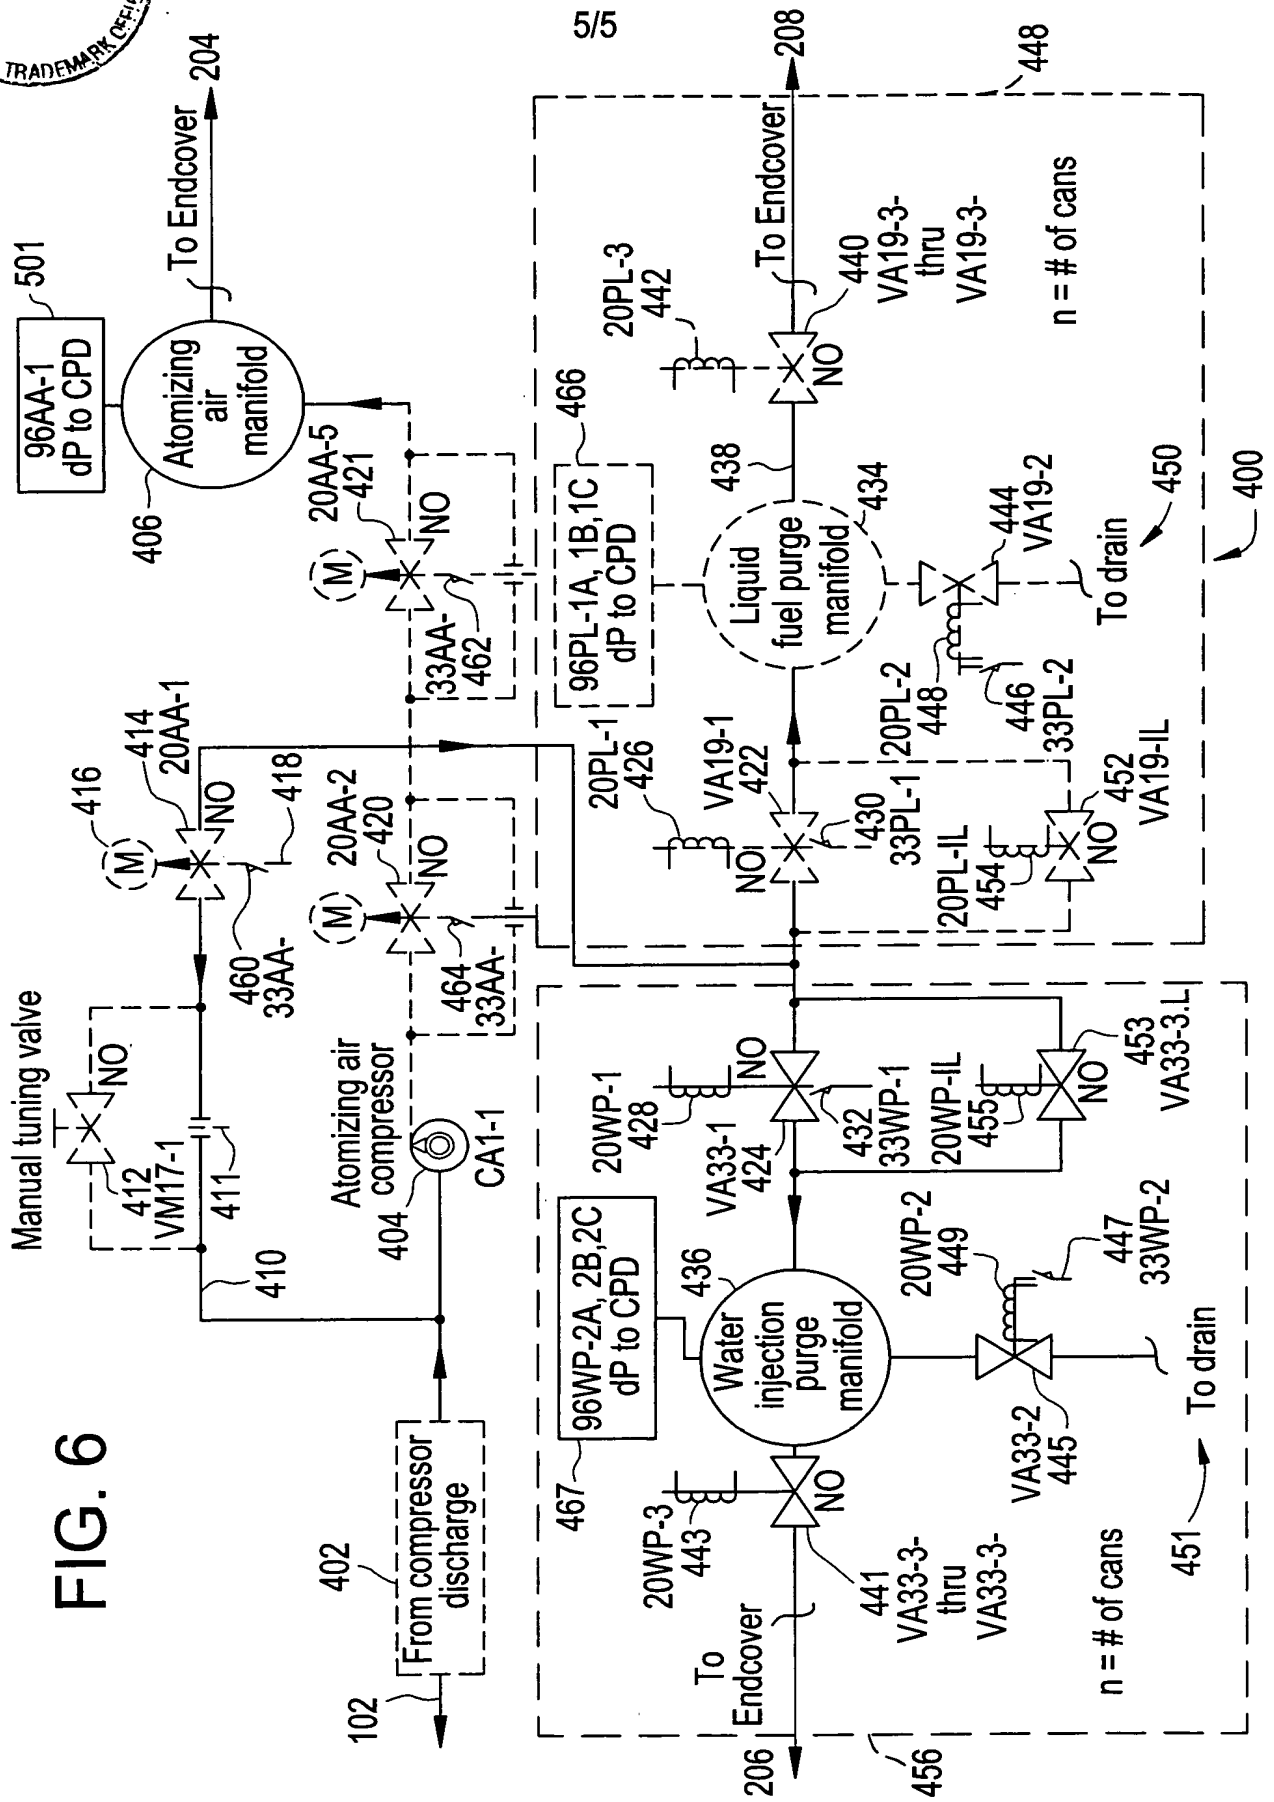 TRADEMARK OFFI
5/5
FIG. 6
Manual tuning valve
NO
412
VM17-1
410
411
416
M
414
20AA-1
NO
418
460
33AA-
501
96AA-1
dP to CPD
406
Atomizing
air
manifold
To Endcover
204
402
From compressor
discharge
102
Atomizing air
compressor
404
CA1-1
M
20AA-2
420
NO
464
33AA-
M
20AA-5
421
NO
33AA-
462
466
96PL-1A, 1B,1C
dP to CPD
20PL-1
426
VA19-1
422
NO
430
33PL-1
Liquid
fuel purge
manifold
434
438
20PL-3
442
NO
440
VA19-3-
thru
VA19-3-
To Endcover
208
448
20PL-IL
454
NO
452
VA19-IL
20PL-2
448
446
33PL-2
444
VA19-2
To drain
450
n = # of cans
400
467
96WP-2A, 2B,2C
dP to CPD
20WP-1
428
VA33-1
424
NO
432
33WP-1
20WP-IL
455
NO
453
VA33-3.L
436
Water
injection
purge
manifold
20WP-3
443
NO
441
VA33-3-
thru
VA33-3-
To
Endcover
206
456
20WP-2
449
447
33WP-2
VA33-2
445
To drain
451
n = # of cans